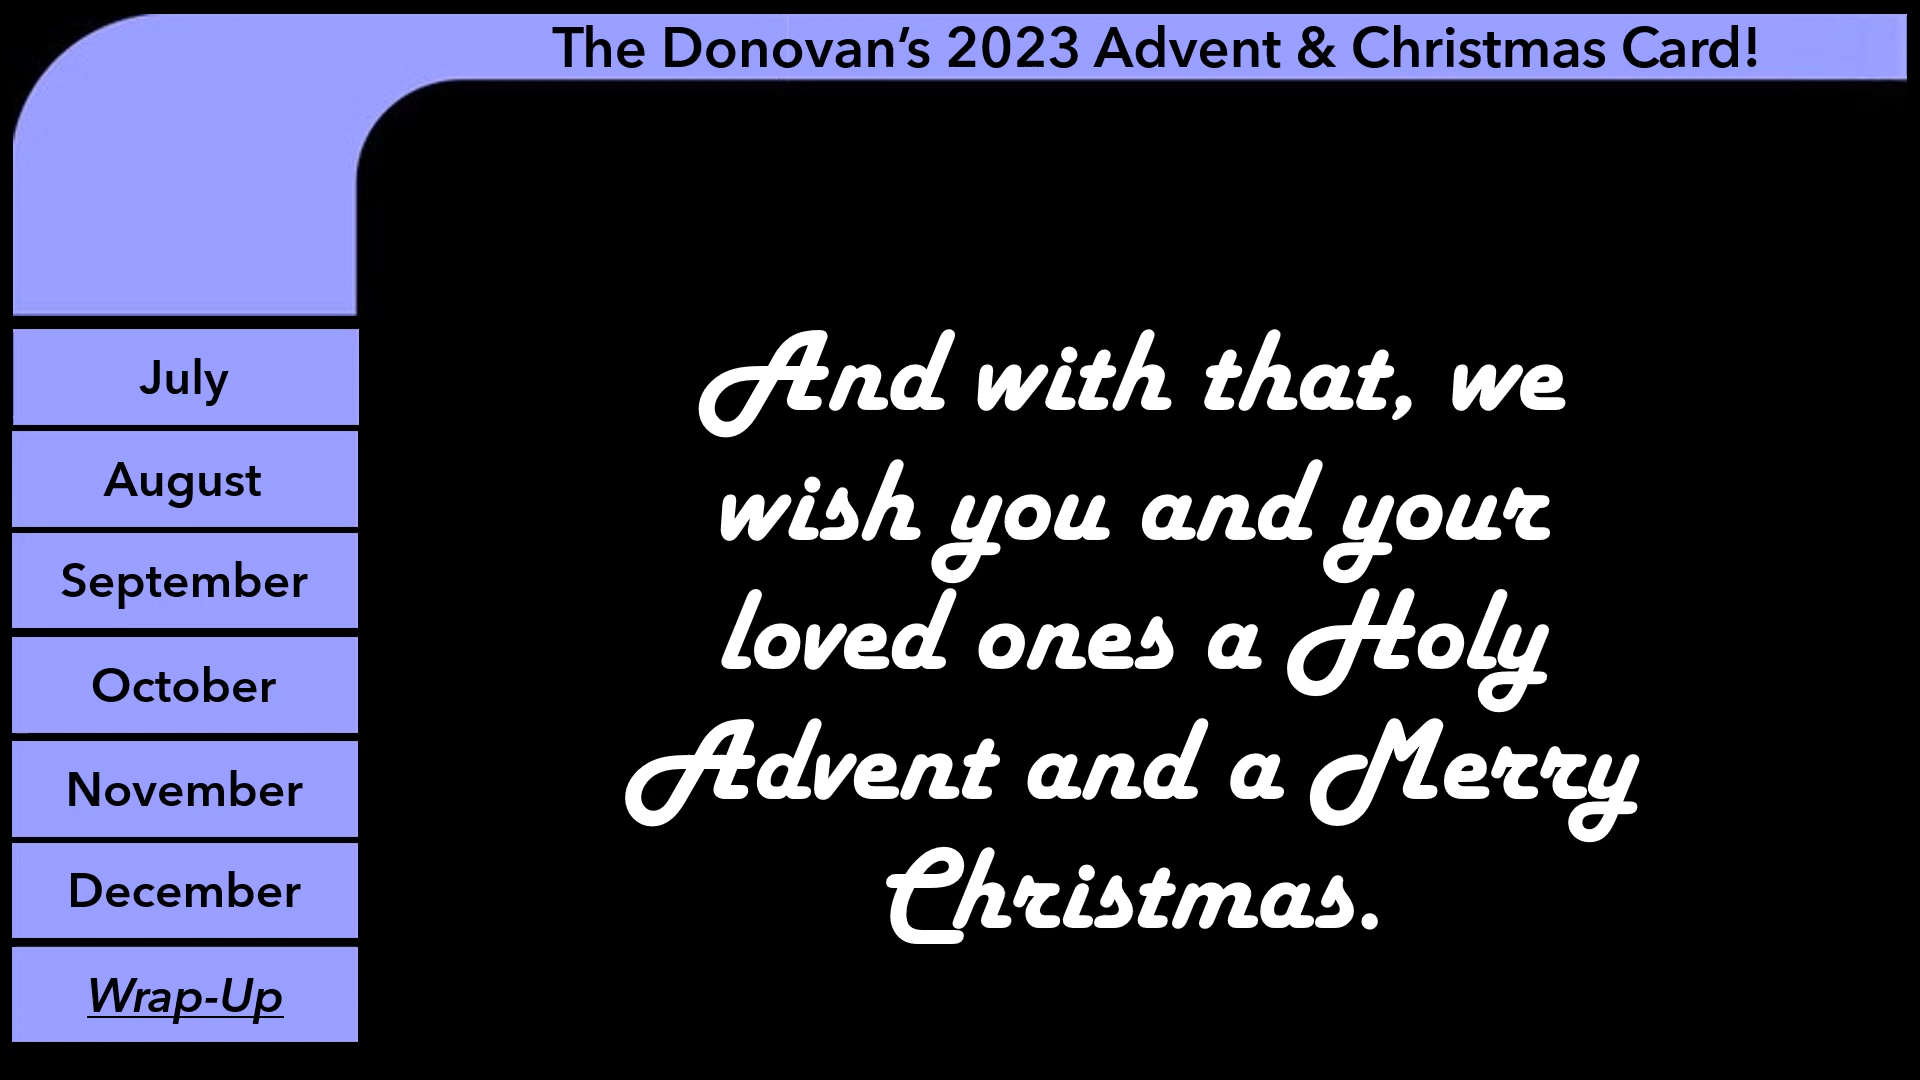 The Donovan’s 2023 Advent & Christmas Card!
July
August
September
October
November
December
Wrap-Up
And with that, we
wish you and your
loved ones a Holy
Advent and a Merry
Christmas.